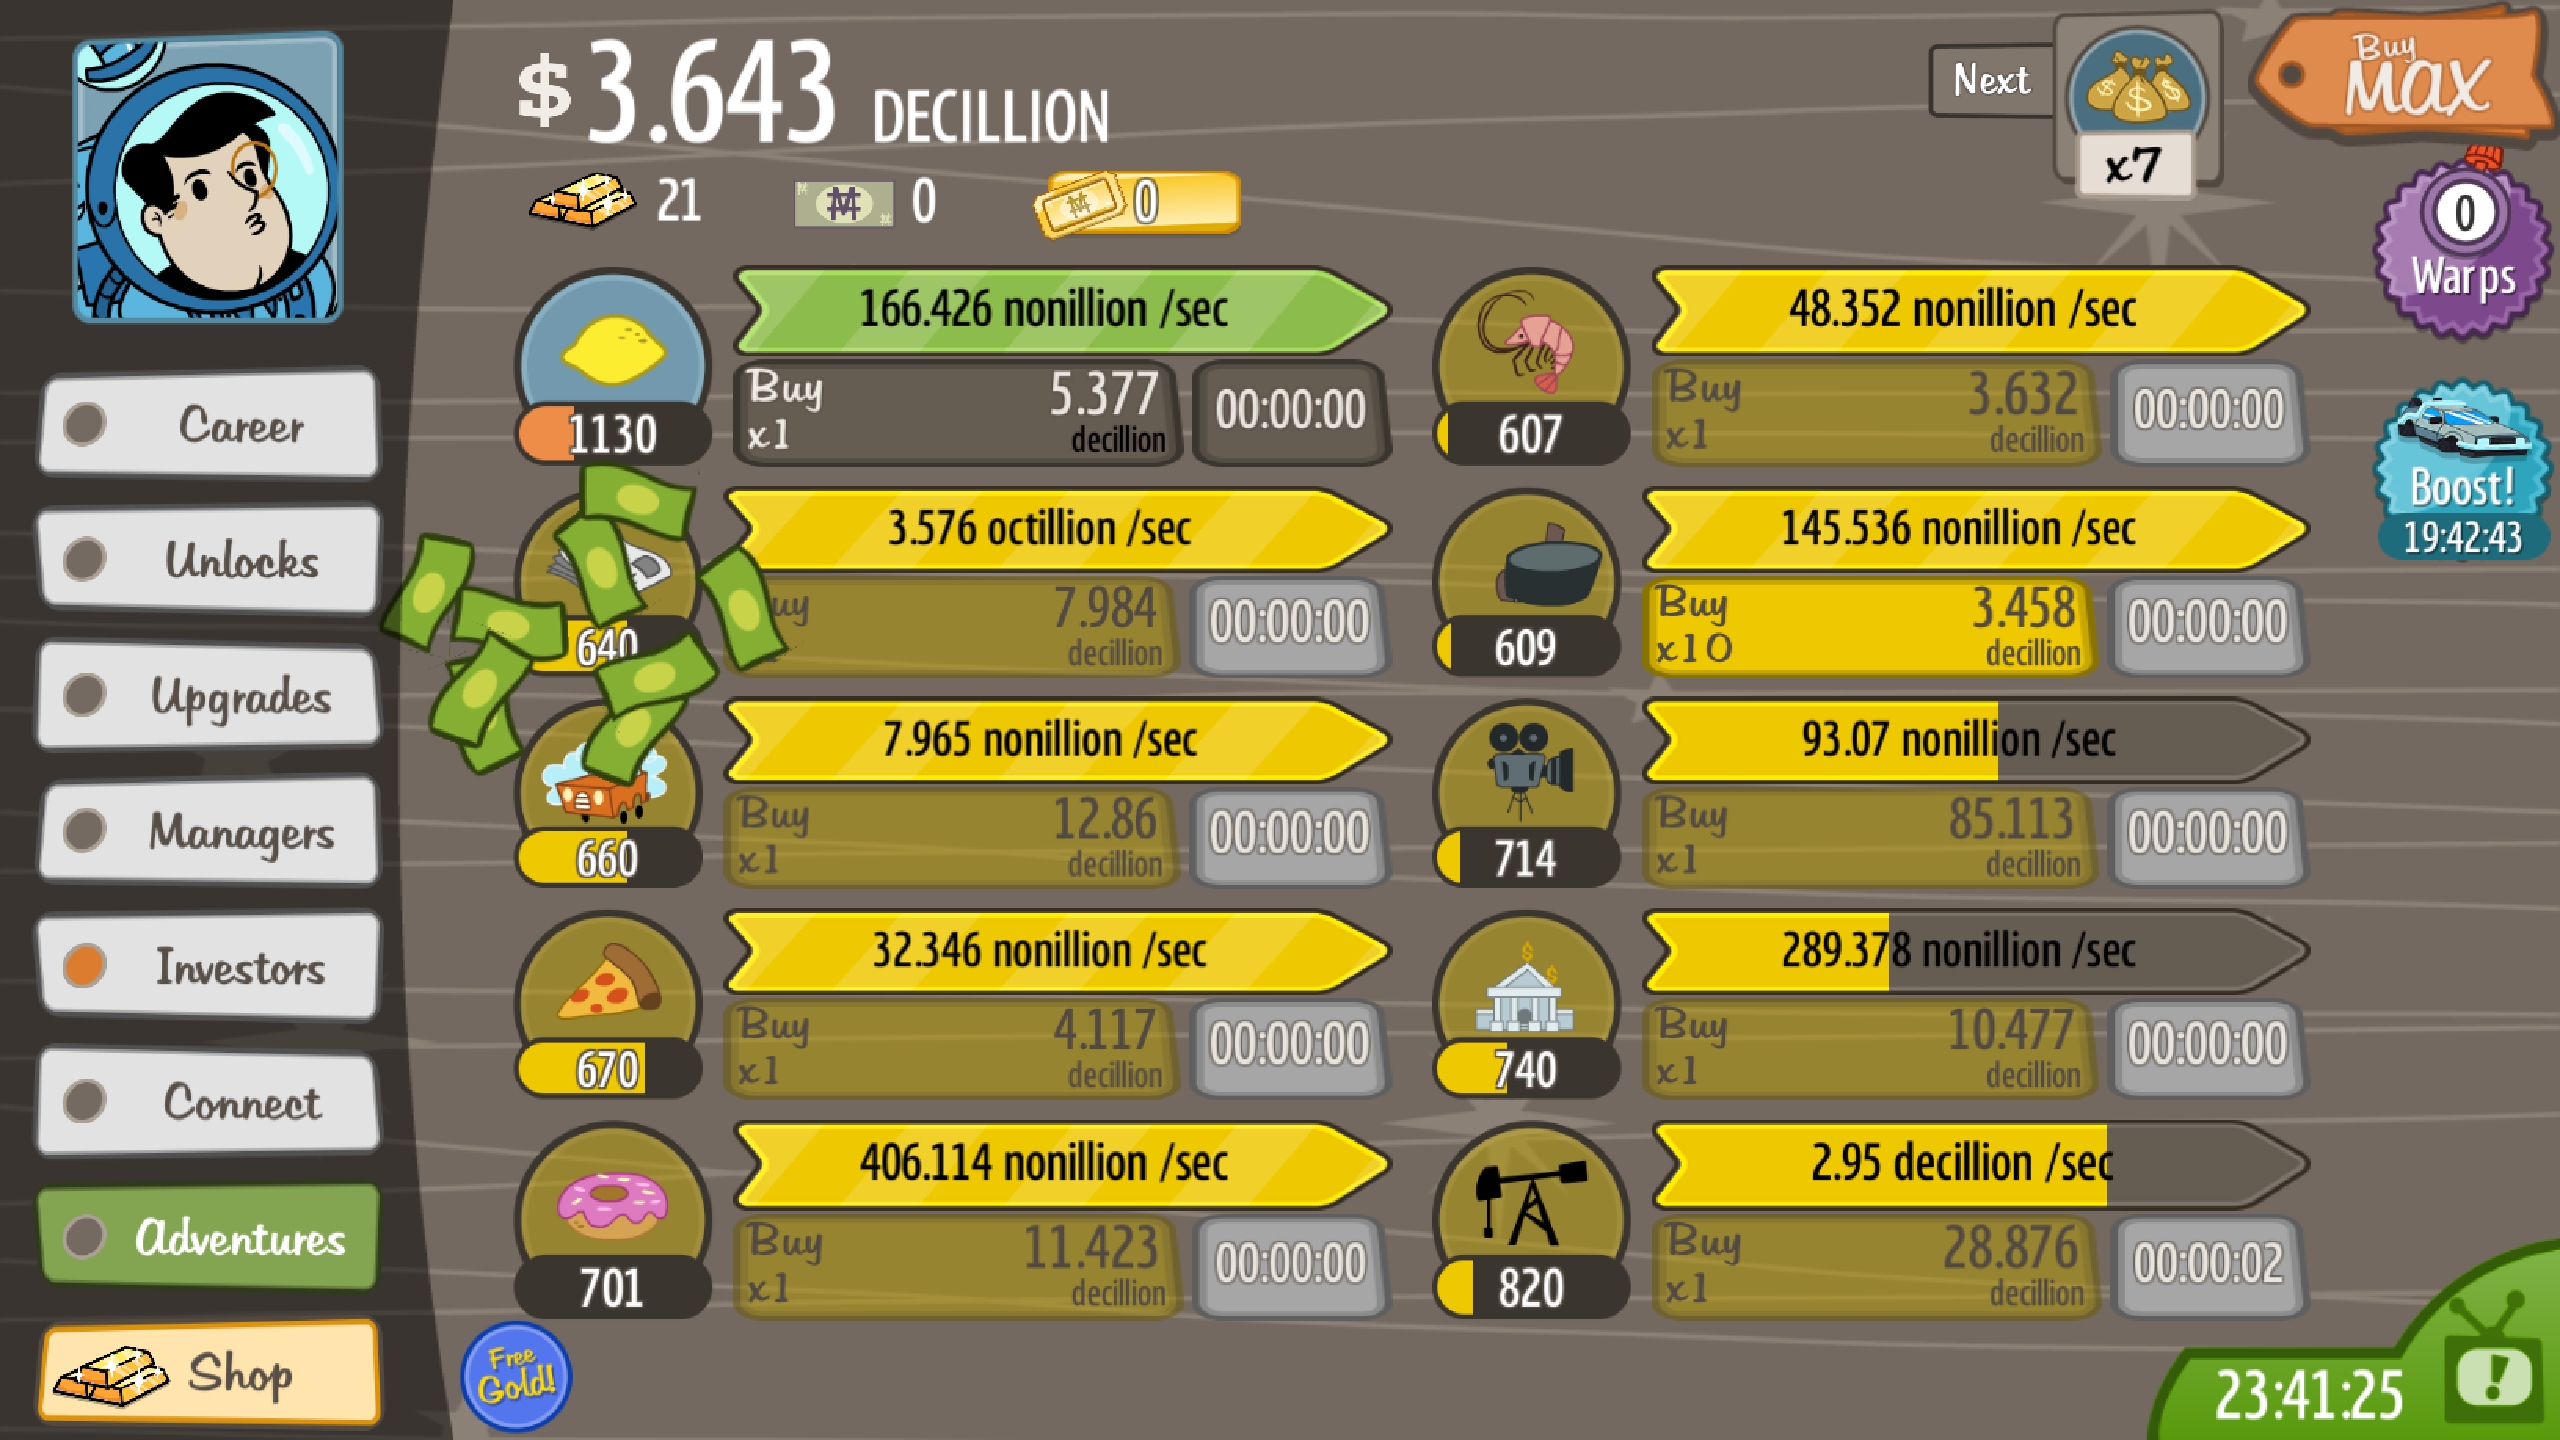 $ 3.643 DECILLION
21
0
0
Next
x7
Buy
MAX
0
Warps
Boost!
19:42:43
Career
Unlocks
Upgrades
Managers
Investors
Connect
Adventures
Shop
166.426 nonillion /sec
1130
Buy
x1
5.377
decillion
00:00:00
3.576 octillion /sec
640
7.984
decillion
00:00:00
7.965 nonillion /sec
660
Buy
x1
12.86
decillion
00:00:00
32.346 nonillion /sec
670
Buy
x1
4.117
decillion
00:00:00
406.114 nonillion /sec
701
Buy
x1
11.423
decillion
00:00:00
48.352 nonillion /sec
607
Buy
x1
3.632
decillion
00:00:00
145.536 nonillion /sec
609
Buy
x10
3.458
decillion
00:00:00
93.07 nonillion /sec
714
Buy
x1
85.113
decillion
00:00:00
289.378 nonillion /sec
740
Buy
x1
10.477
decillion
00:00:00
2.95 decillion /sec
820
Buy
x1
28.876
decillion
00:00:02
Free
Gold!
23:41:25